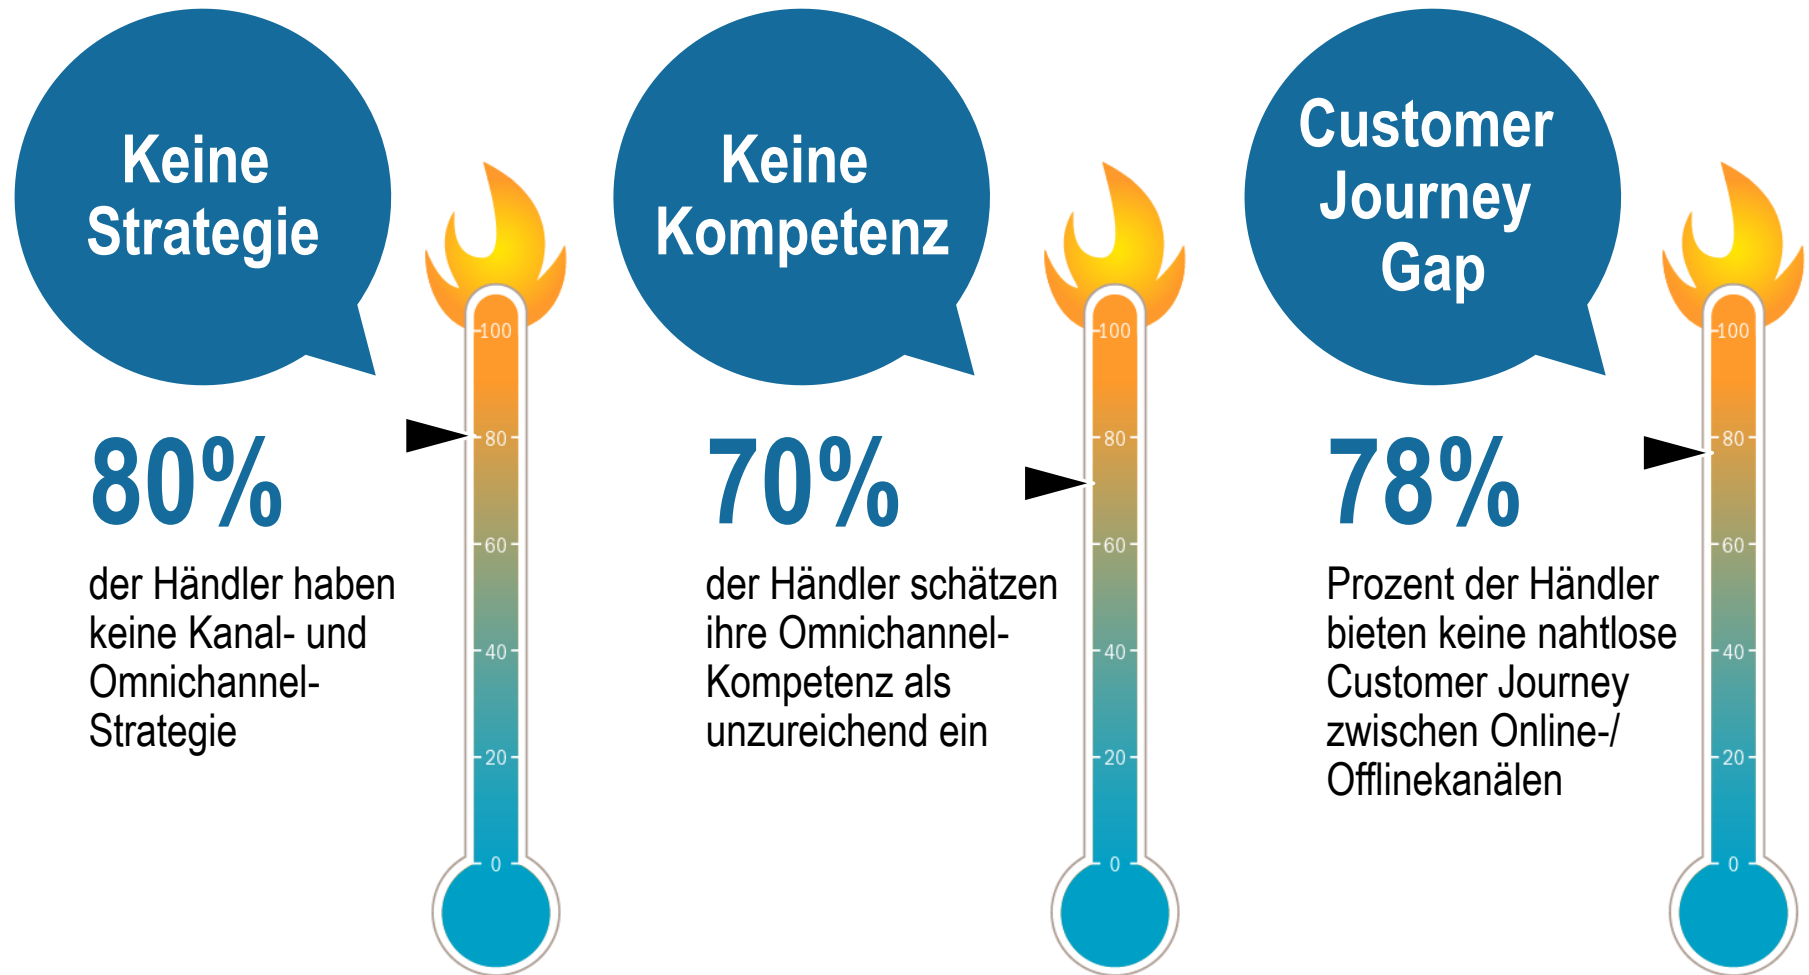 Keine
Strategie
80%
der Händler haben
keine Kanal- und
Omnichannel-
Strategie
100
80
60
40
20
0
Keine
Kompetenz
70%
der Händler schätzen
ihre Omnichannel-
Kompetenz als
unzureichend ein
100
80
60
40
20
0
Customer
Journey
Gap
78%
Prozent der Händler
bieten keine nahtlose
Customer Journey
zwischen Online-/
Offlinekanälen
100
80
60
40
20
0